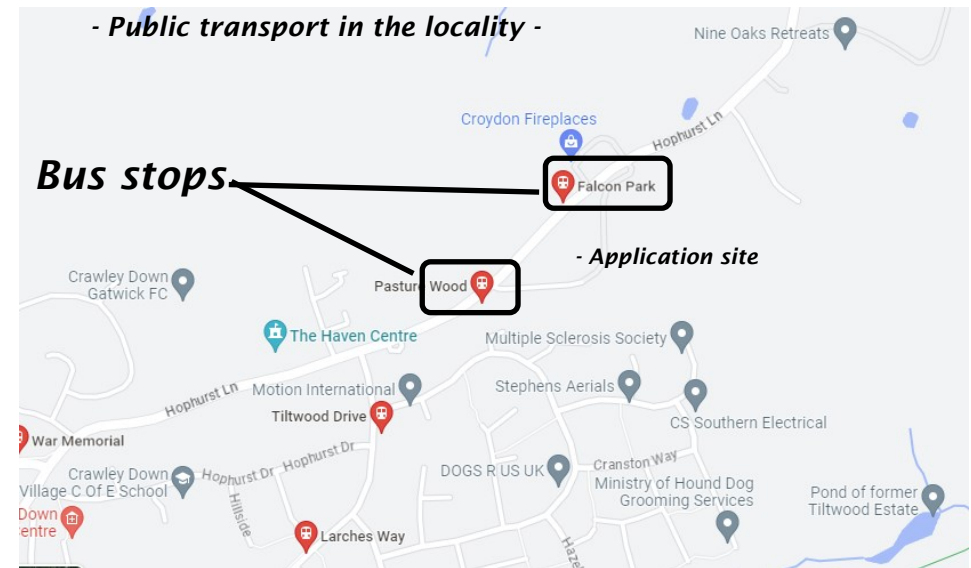 - Public transport in the locality -
Nine Oaks Retreats
Croydon Fireplaces
Hophurst Ln
Bus stops
Falcon Park
- Application site
Crawley Down
Gatwick FC
Pasture Wood
The Haven Centre
Multiple Sclerosis Society
Hophurst Ln
Motion International
Stephens Aerials
Tiltwood Drive
CS Southern Electrical
War Memorial
Hophurst Dr
Hophurst Dr
Crawley Down
Village C Of E School
DOGS R US UK
Cranston Way
Ministry of Hound Dog
Grooming Services
Pond of former
Tiltwood Estate
Hillside
Down
entre
Larches Way
Haze